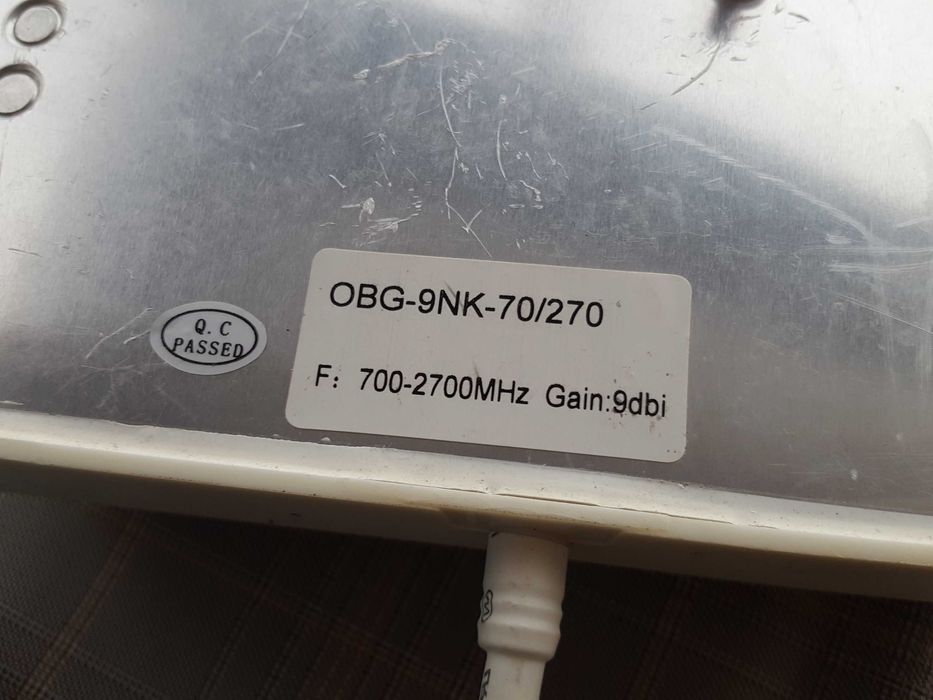 OBG-9NK-70/270
Q.C
PASSED
F: 700-2700MHz Gain:9dbi